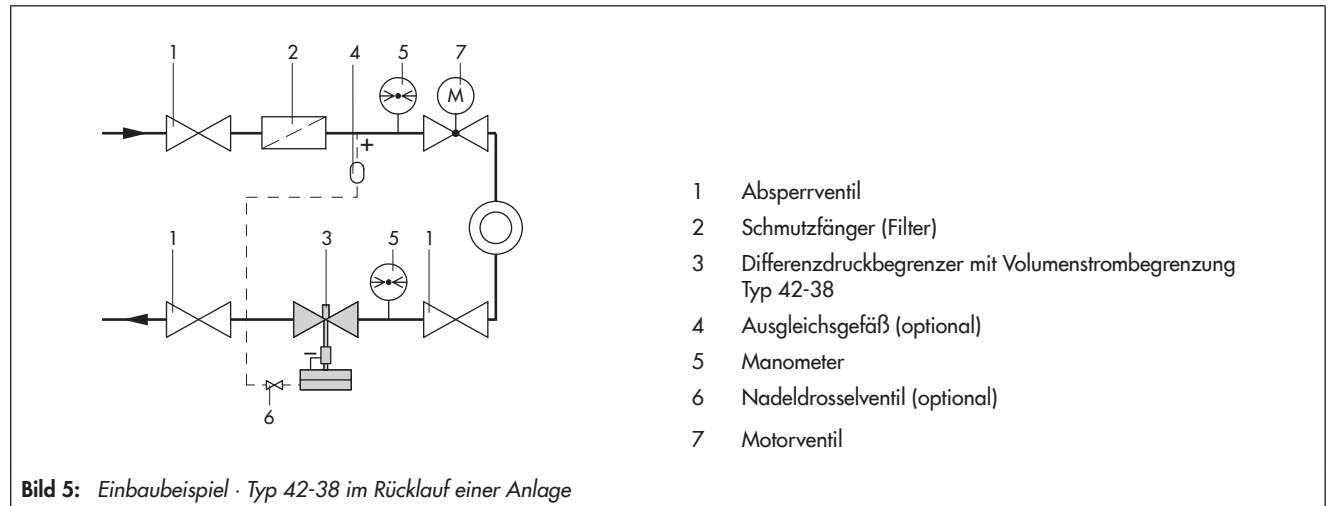 1 2 4 5 7
M
+
1 3 5 1
–
6
1 Absperrventil
2 Schmutzfänger (Filter)
3 Differenzdruckbegrenzer mit Volumenstrombegrenzung
Typ 42-38
4 Ausgleichsgefäß (optional)
5 Manometer
6 Nadeldrosselventil (optional)
7 Motorventil
Bild 5: Einbaubeispiel · Typ 42-38 im Rücklauf einer Anlage